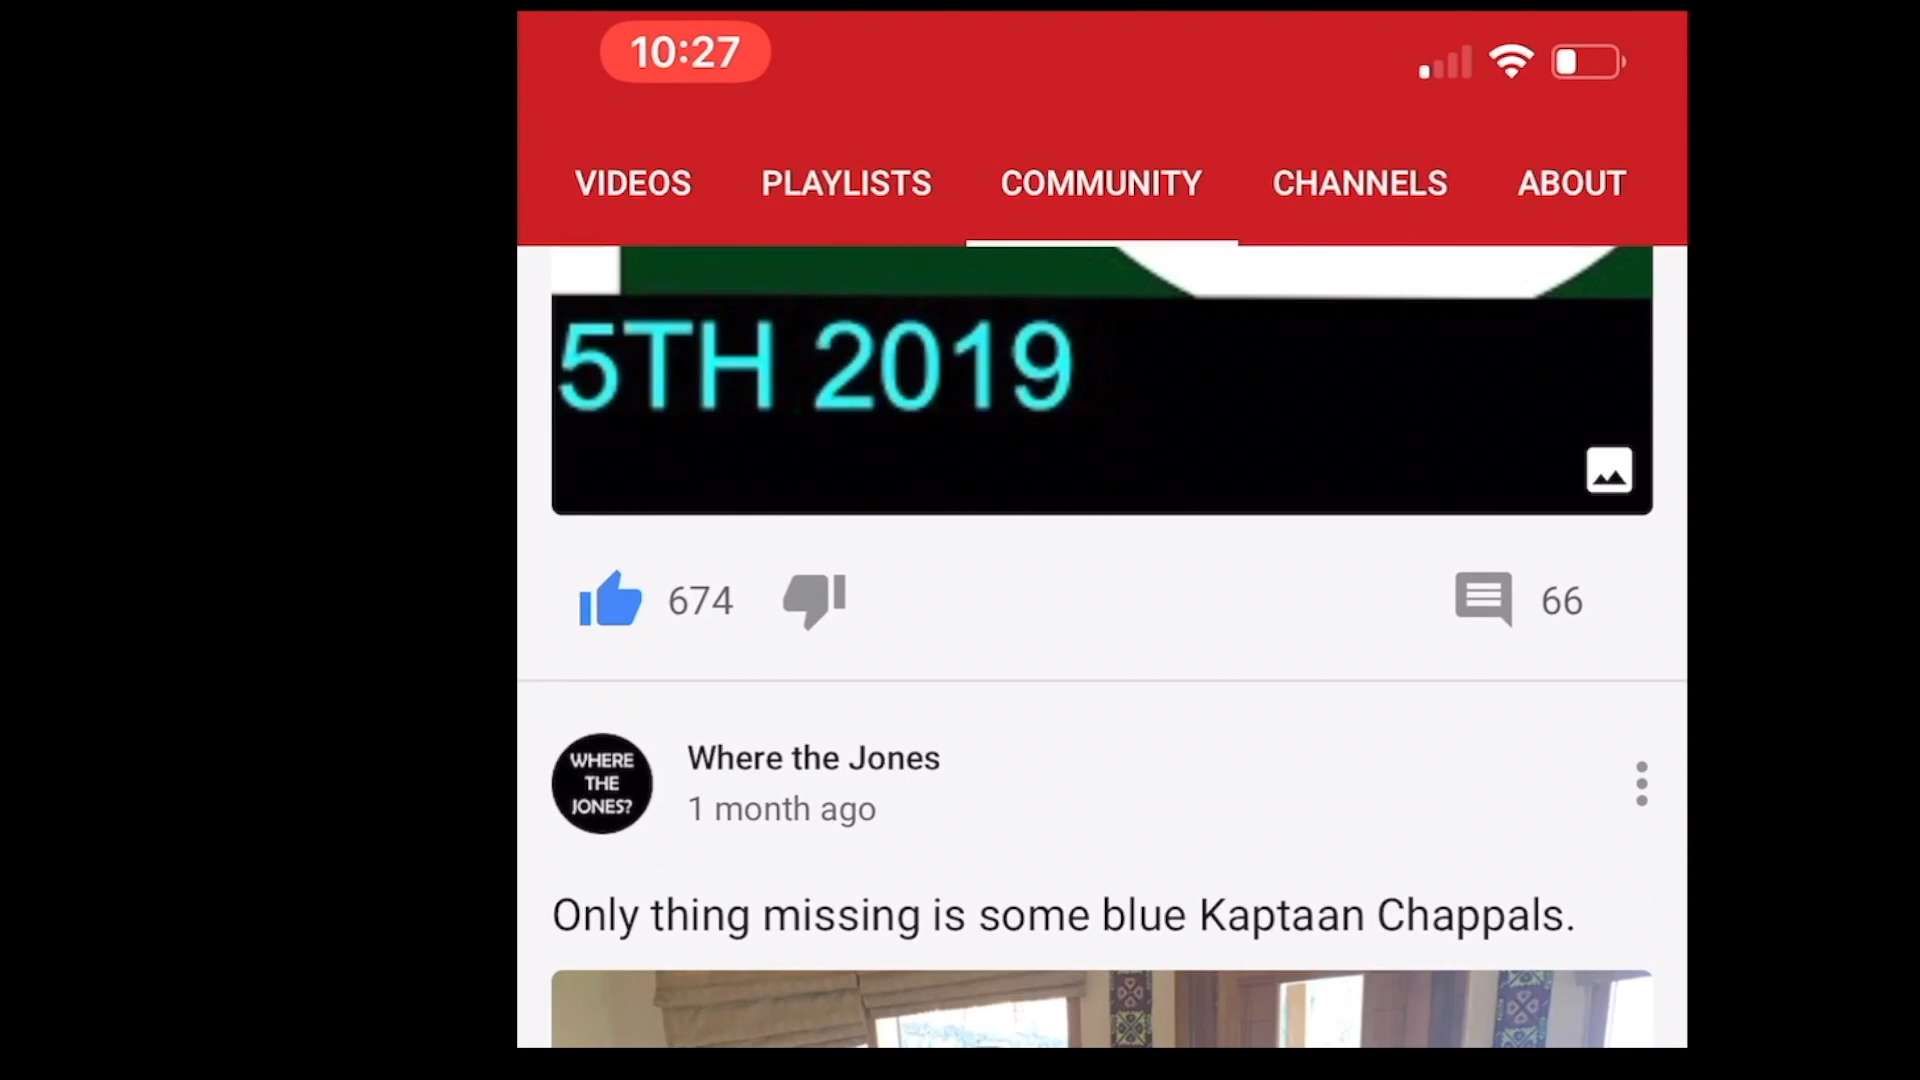 10:27
VIDEOS PLAYLISTS COMMUNITY CHANNELS ABOUT
5TH 2019
674 66
WHERE
THE
JONES?
Where the Jones
1 month ago
Only thing missing is some blue Kaptaan Chappals.